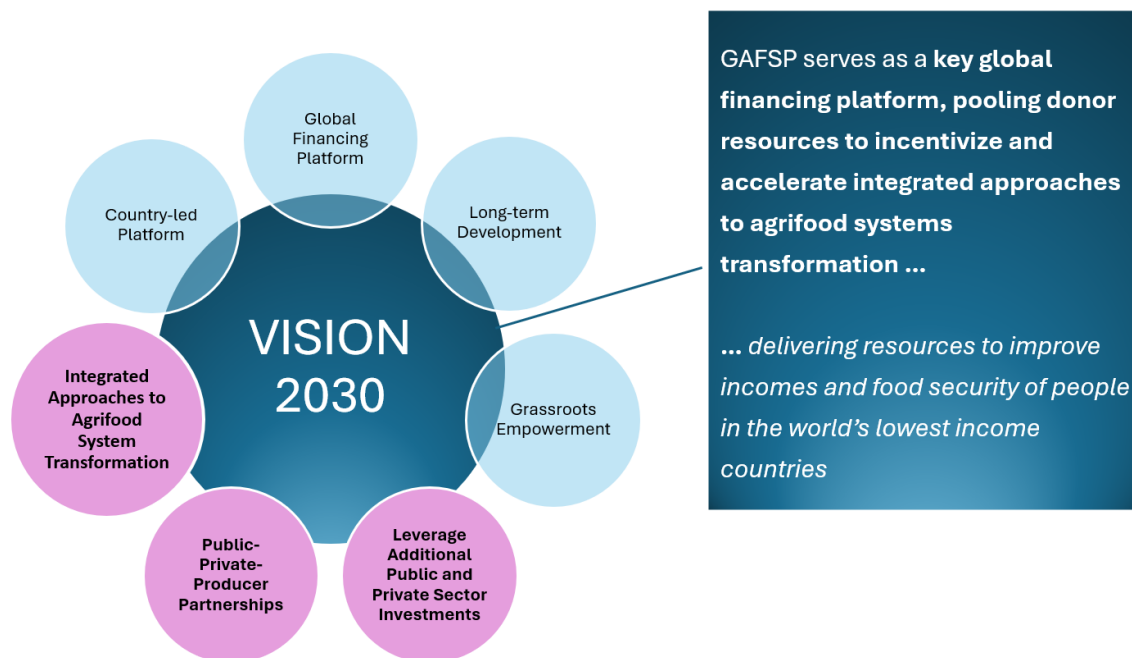 Global
Financing
Platform
Country-led
Platform
Long-term
Development
VISION
2030
Integrated
Approaches to
Agrifood
System
Transformation
Grassroots
Empowerment
Public-
Private-
Producer
Partnerships
Leverage
Additional
Public and
Private Sector
Investments
GAFSP serves as a key global
financing platform, pooling donor
resources to incentivize and
accelerate integrated approaches
to agrifood systems
transformation ...
... delivering resources to improve
incomes and food security of people
in the world’s lowest income
countries